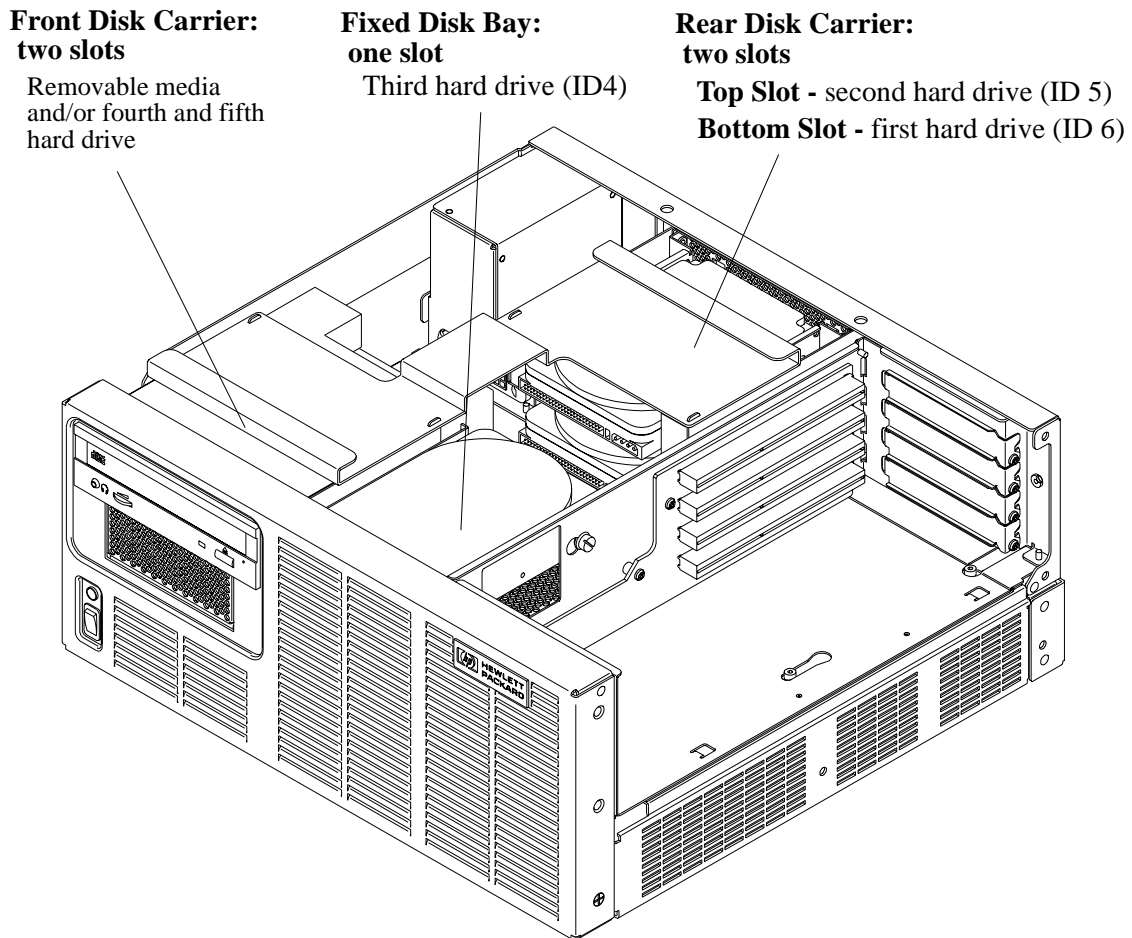 Front Disk Carrier:
two slots
Removable media
and/or fourth and fifth
hard drive
Fixed Disk Bay:
one slot
Third hard drive (ID4)
Rear Disk Carrier:
two slots
Top Slot - second hard drive (ID 5)
Bottom Slot - first hard drive (ID 6)
hp HEWLETT
PACKARD